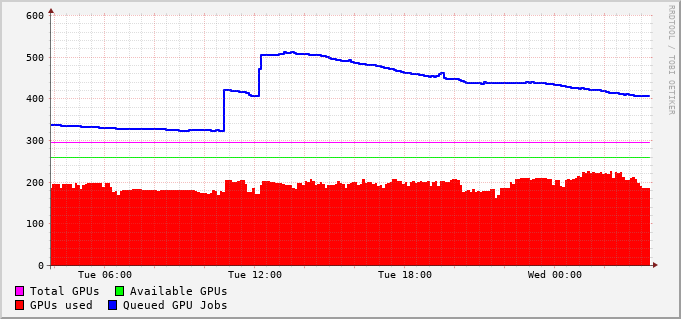 600
500
400
300
200
100
0
Tue 06:00 Tue 12:00 Tue 18:00 Wed 00:00
Total GPUs Available GPUs
GPUs used Queued GPU Jobs
RRDTOOL / TOBI OETIKER